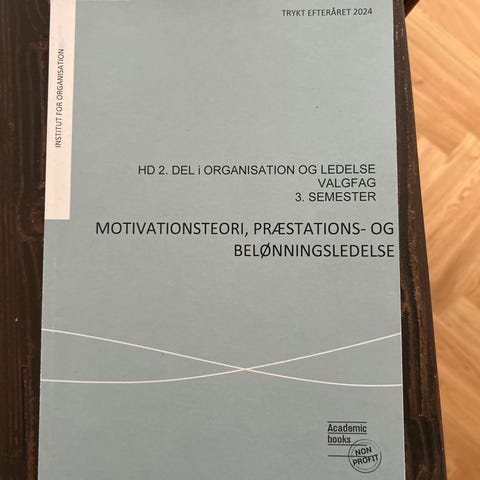 TRYKT EFTERÅRET 2024
INSTITUT FOR ORGANISATION
HD 2. DEL i ORGANISATION OG LEDELSE
VALGFAG
3. SEMESTER
MOTIVATIONSTEORI, PRÆSTATIONS- OG
BELØNNINGSLEDELSE
Academic
books
NON
PROFIT